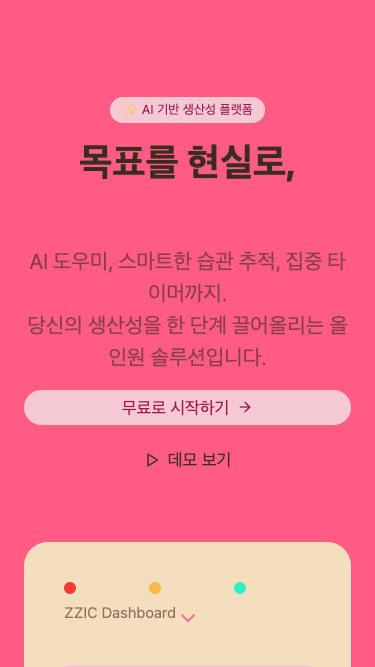 ✨ AI 기반 생산성 플랫폼
목표를 현실로,
AI 도우미, 스마트한 습관 추적, 집중 타
이머까지.
당신의 생산성을 한 단계 끌어올리는 올
인원 솔루션입니다.
무료로 시작하기 →
데모 보기
ZZIC Dashboard